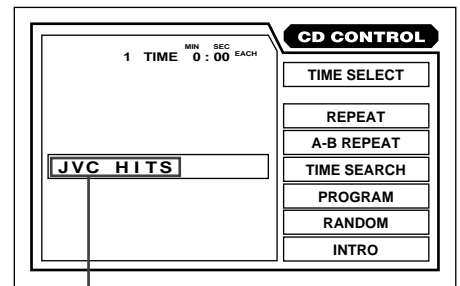 CD CONTROL
MIN SEC
1 TIME 0 : 00 EACH
TIME SELECT
REPEAT
A-B REPEAT
JVC HITS
TIME SEARCH
PROGRAM
RANDOM
INTRO